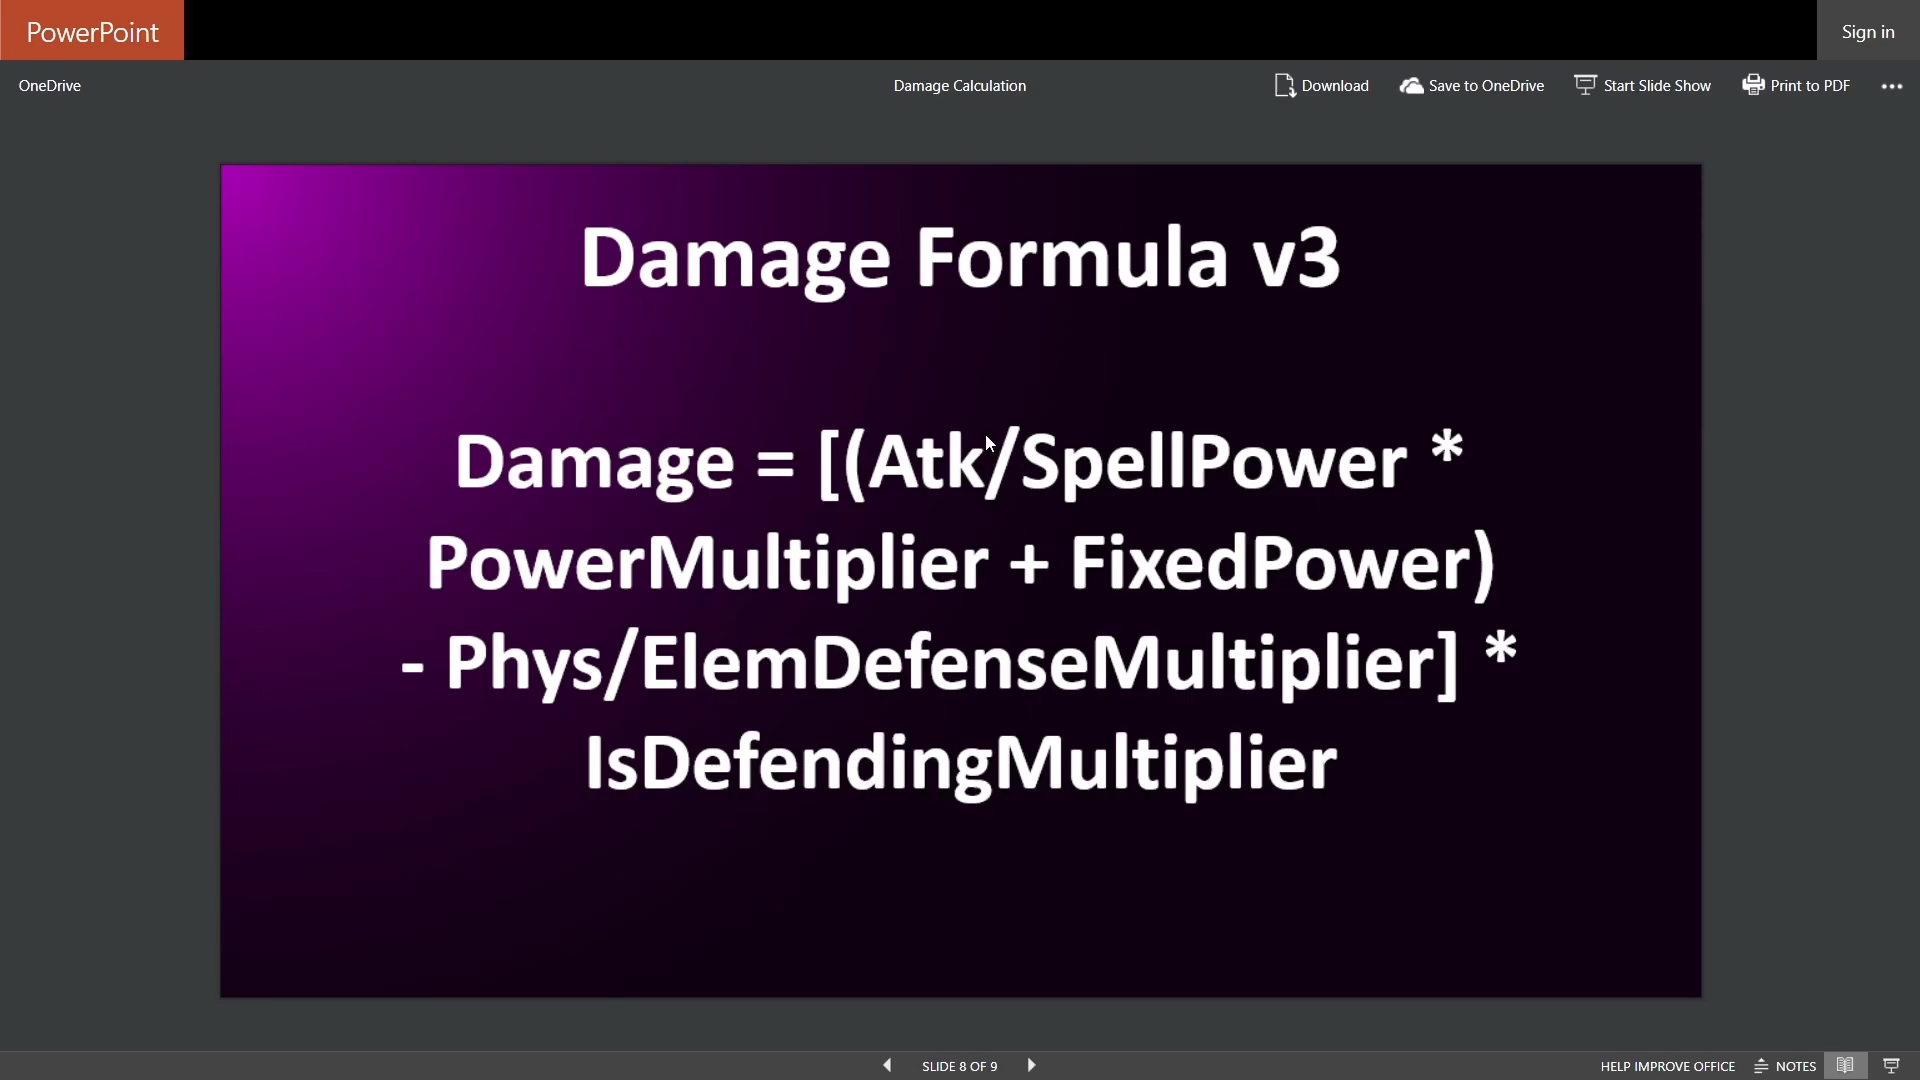 PowerPoint
Sign in
OneDrive
Damage Calculation
Download
Save to OneDrive
Start Slide Show
Print to PDF
Damage Formula v3
Damage = [(Atk/SpellPower *
PowerMultiplier + FixedPower)
- Phys/ElemDefenseMultiplier] *
IsDefendingMultiplier
SLIDE 8 OF 9
HELP IMPROVE OFFICE
NOTES